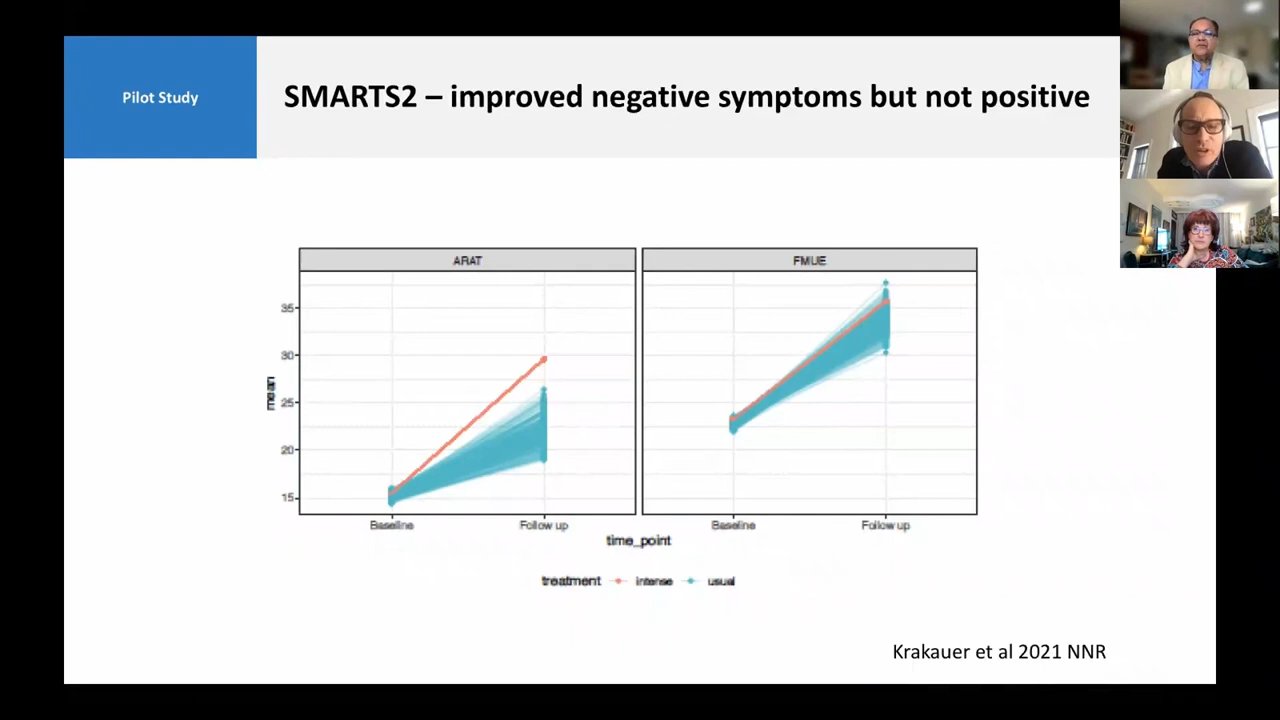 Pilot Study
SMARTS2 – improved negative symptoms but not positive
ARAT
FMUE
mean
35
30
25
20
15
Baseline
Follow up
Baseline
Follow up
time_point
treatment
intense
usual
Krakauer et al 2021 NNR